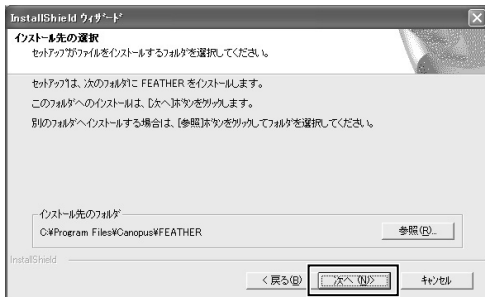 InstallShield ウィザード
インストール先の選択
セットアップがファイルをインストールするフォルダを選択してください。
セットアップは、次のフォルダに FEATHER をインストールします。
このフォルダへのインストールは、[次へ]ボタンをクリックします。
別のフォルダへインストールする場合は、[参照]ボタンをクリックしてフォルダを選択してください。
インストール先のフォルダ
C:¥Program Files¥Canopus¥FEATHER
参照(R)...
InstallShield
< 戻る(B)
次へ (N)>
キャンセル